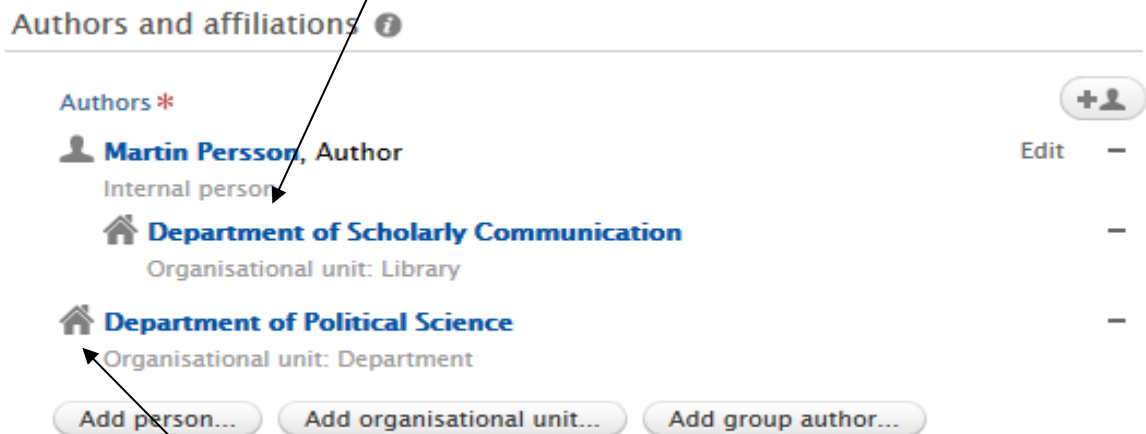 Authors and affiliations
Authors *
Martin Persson, Author
Edit
Internal person
Department of Scholarly Communication
Organisational unit: Library
Department of Political Science
Organisational unit: Department
Add person... Add organisational unit... Add group author...